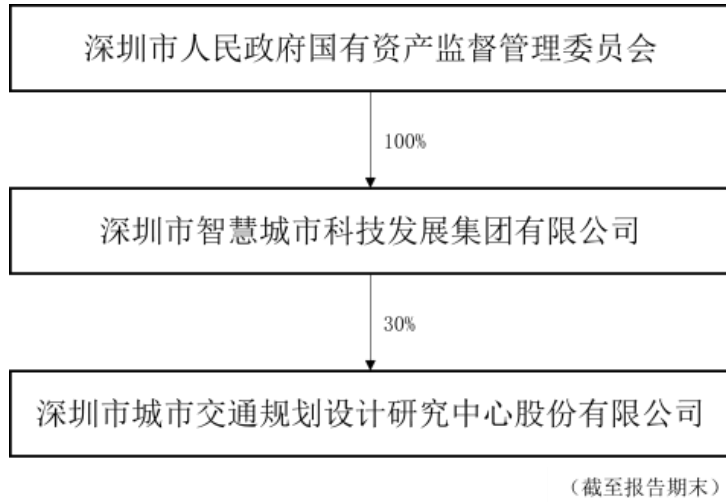 深圳市人民政府国有资产监督管理委员会
100%
深圳市智慧城市科技发展集团有限公司
30%
深圳市城市交通规划设计研究中心股份有限公司
（截至报告期末）